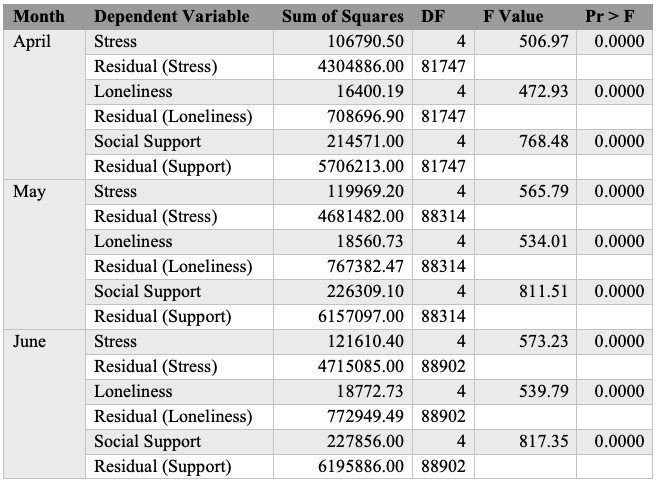 Month Dependent Variable Sum of Squares DF F Value Pr > F
April Stress 106790.50 4 506.97 0.0000
Residual (Stress) 4304886.00 81747
Loneliness 16400.19 4 472.93 0.0000
Residual (Loneliness) 708696.90 81747
Social Support 214571.00 4 768.48 0.0000
Residual (Support) 5706213.00 81747
May Stress 119969.20 4 565.79 0.0000
Residual (Stress) 4681482.00 88314
Loneliness 18560.73 4 534.01 0.0000
Residual (Loneliness) 767382.47 88314
Social Support 226309.10 4 811.51 0.0000
Residual (Support) 6157097.00 88314
June Stress 121610.40 4 573.23 0.0000
Residual (Stress) 4715085.00 88902
Loneliness 18772.73 4 539.79 0.0000
Residual (Loneliness) 772949.49 88902
Social Support 227856.00 4 817.35 0.0000
Residual (Support) 6195886.00 88902